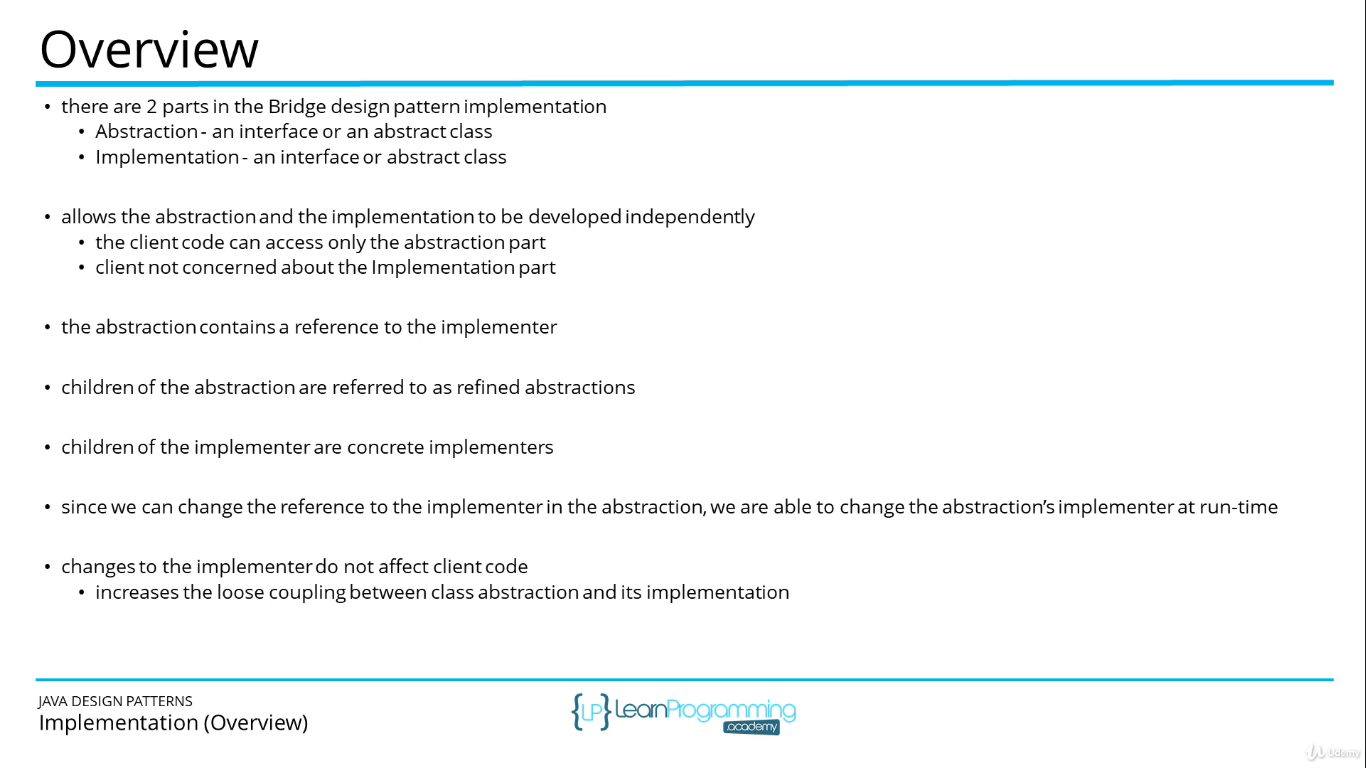 Overview
• there are 2 parts in the Bridge design pattern implementation
• Abstraction - an interface or an abstract class
• Implementation - an interface or abstract class
• allows the abstraction and the implementation to be developed independently
• the client code can access only the abstraction part
• client not concerned about the Implementation part
• the abstraction contains a reference to the implementer
• children of the abstraction are referred to as refined abstractions
• children of the implementer are concrete implementers
• since we can change the reference to the implementer in the abstraction, we are able to change the abstraction’s implementer at run-time
• changes to the implementer do not affect client code
• increases the loose coupling between class abstraction and its implementation
JAVA DESIGN PATTERNS
Implementation (Overview)
{LP} LearnProgramming
.academy
Udemy